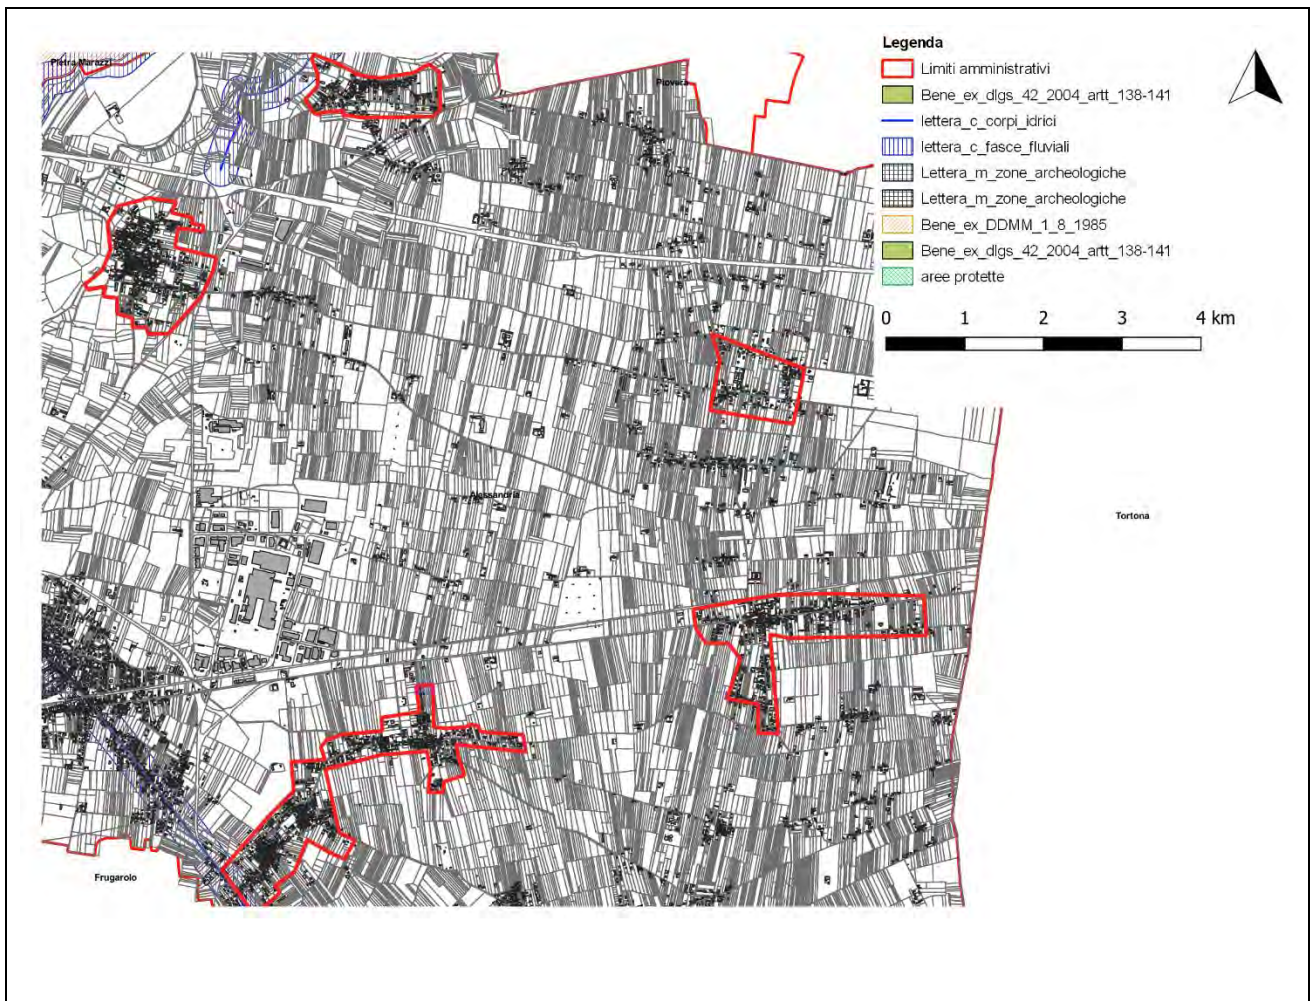 Legenda
Limiti amministrativi
Bene_ex_dlgs_42_2004_artt_138-141
lettera_c_corpi_idrici
lettera_c_fasce_fluviali
Lettera_m_zone_archeologiche
Lettera_m_zone_archeologiche
Bene_ex_DDMM_1_8_1985
Bene_ex_dlgs_42_2004_artt_138-141
aree protette
0 1 2 3 4 km
Pietra Marazzi
Piovera
Alessandria
Tortona
Frugarolo